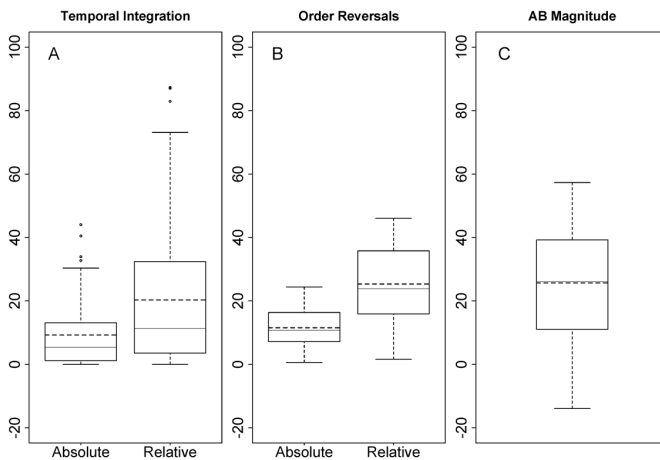 Temporal Integration
Order Reversals
AB Magnitude
A
B
C
100
80
60
40
20
0
-20
100
80
60
40
20
0
-20
100
80
60
40
20
0
-20
Absolute Relative
Absolute Relative